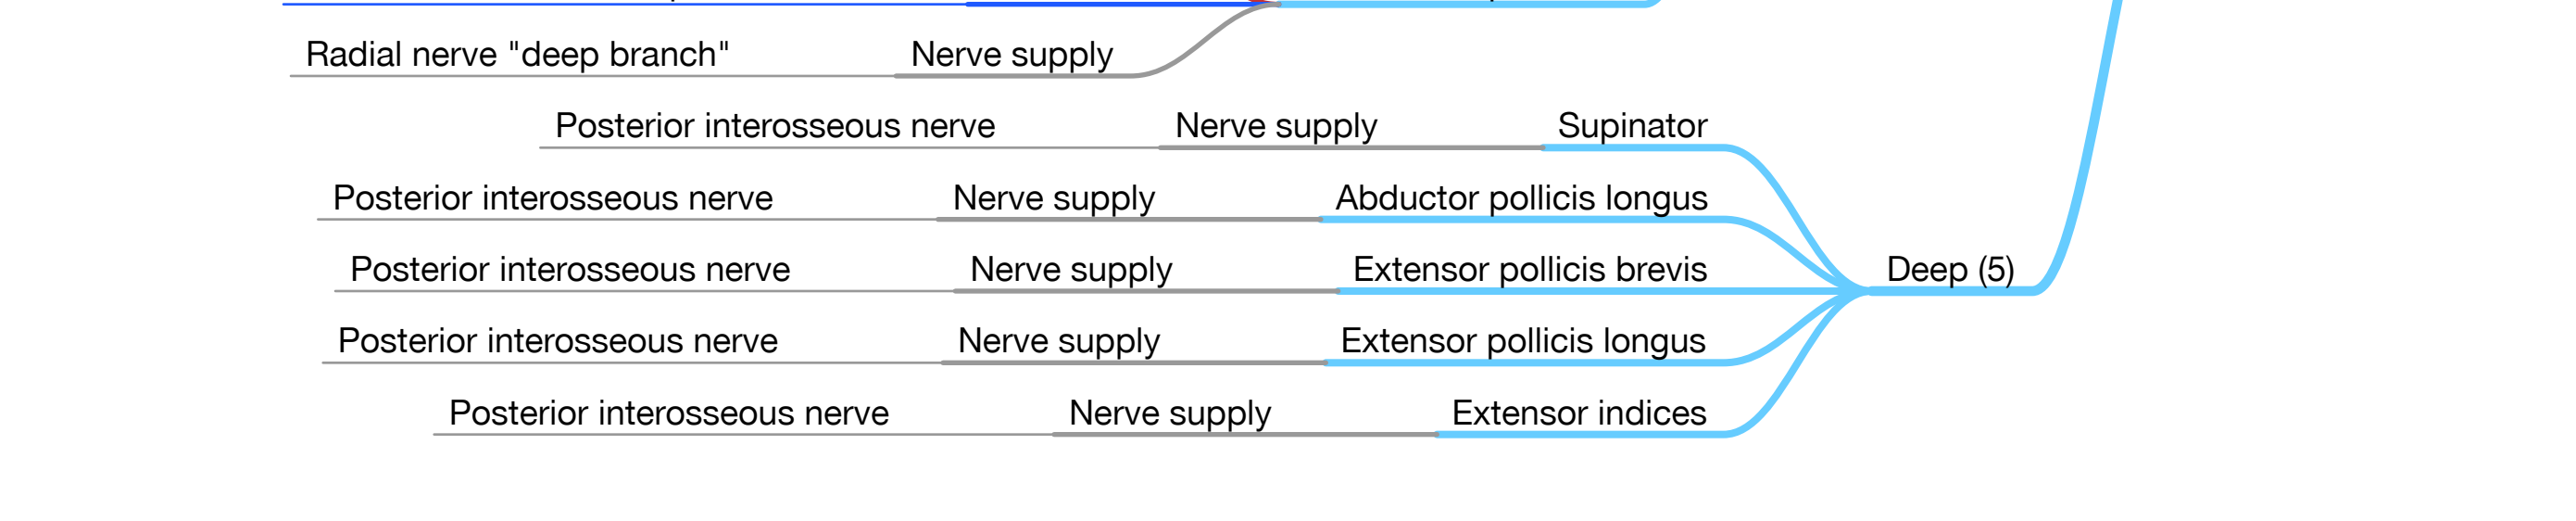 Radial nerve "deep branch" Nerve supply
Posterior interosseous nerve Nerve supply Supinator
Posterior interosseous nerve Nerve supply Abductor pollicis longus
Posterior interosseous nerve Nerve supply Extensor pollicis brevis Deep (5)
Posterior interosseous nerve Nerve supply Extensor pollicis longus
Posterior interosseous nerve Nerve supply Extensor indices